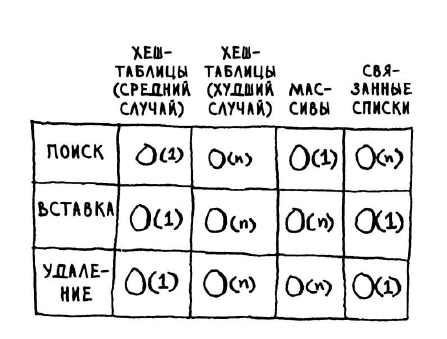 ХЕШ-
ТАБЛИЦЫ
(СРЕДНИЙ
СЛУЧАЙ)
ХЕШ-
ТАБЛИЦЫ
(ХУДШИЙ
СЛУЧАЙ)
МАС-
СИВЫ
СВЯ-
ЗАННЫЕ
СПИСКИ
ПОИСК O(1) O(n) O(1) O(n)
ВСТАВКА O(1) O(n) O(n) O(1)
УДАЛЕ-
НИЕ O(1) O(n) O(n) O(1)